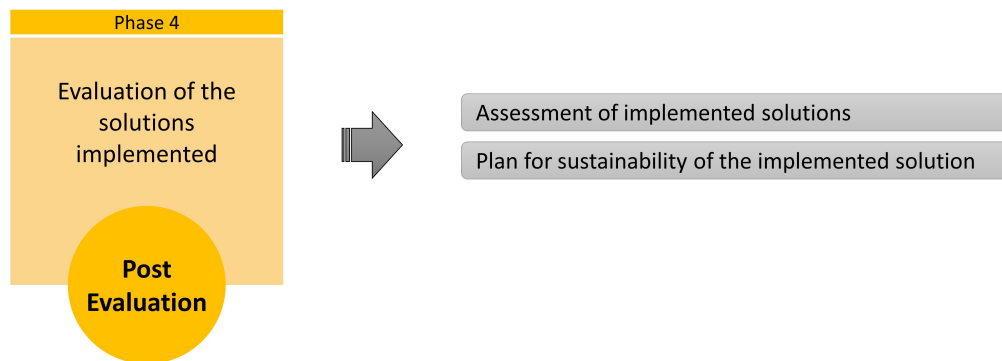 Phase 4
Evaluation of the
solutions
implemented
Post
Evaluation
Assessment of implemented solutions
Plan for sustainability of the implemented solution